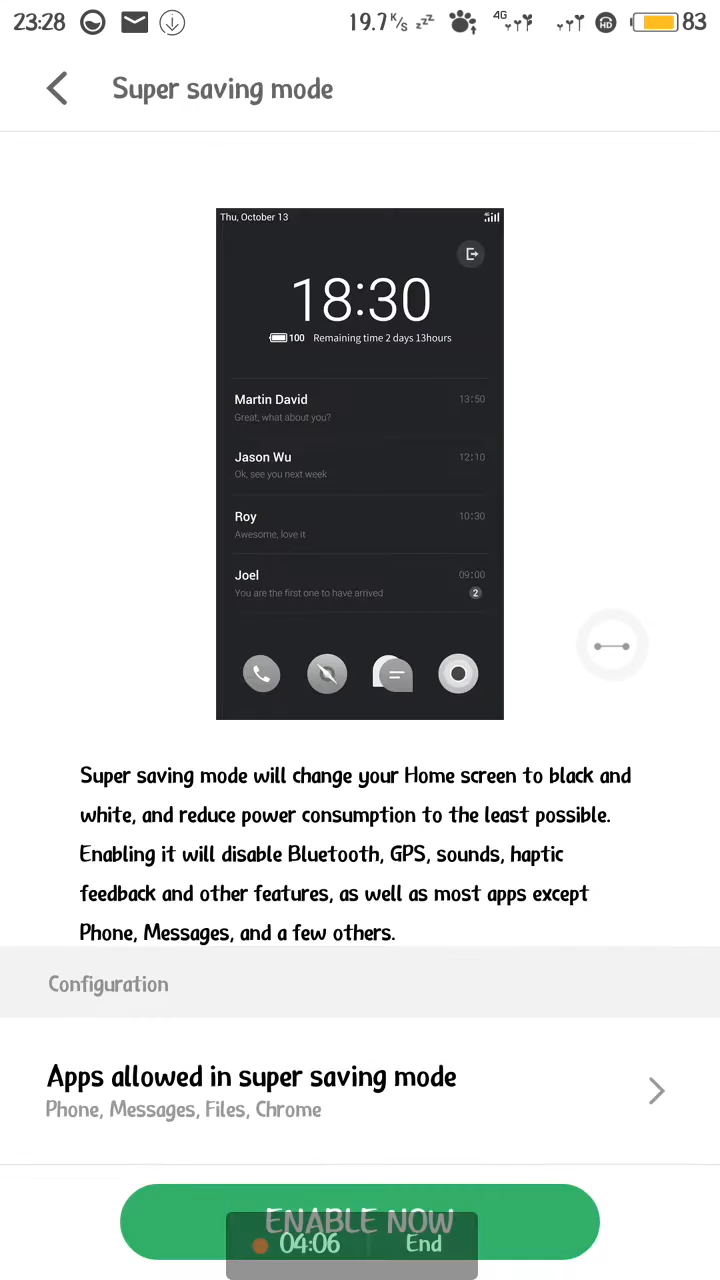 23:28 19.7 K/s zzz 4G HD 83
Super saving mode
Thu, October 13 4G
18:30
100 Remaining time 2 days 13hours
Martin David 13:50
Great, what about you?
Jason Wu 12:10
Ok, see you next week
Roy 10:30
Awesome, love it
Joel 09:00
You are the first one to have arrived 2
Super saving mode will change your Home screen to black and
white, and reduce power consumption to the least possible.
Enabling it will disable Bluetooth, GPS, sounds, haptic
feedback and other features, as well as most apps except
Phone, Messages, and a few others.
Configuration
Apps allowed in super saving mode
Phone, Messages, Files, Chrome
ENABLE NOW
04:06 End